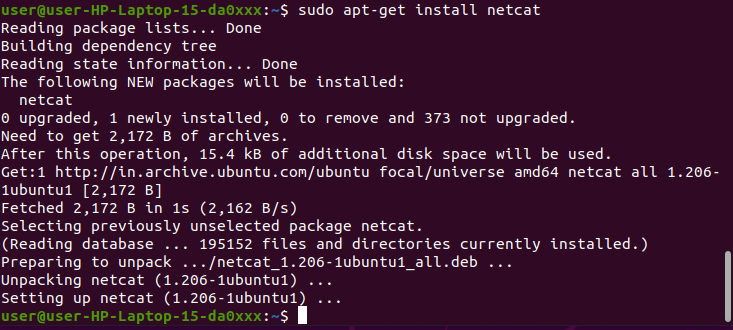 user@user-HP-Laptop-15-da0xxx:~$ sudo apt-get install netcat
Reading package lists... Done
Building dependency tree
Reading state information... Done
The following NEW packages will be installed:
  netcat
0 upgraded, 1 newly installed, 0 to remove and 373 not upgraded.
Need to get 2,172 B of archives.
After this operation, 15.4 kB of additional disk space will be used.
Get:1 http://in.archive.ubuntu.com/ubuntu focal/universe amd64 netcat all 1.206-
1ubuntu1 [2,172 B]
Fetched 2,172 B in 1s (2,162 B/s)
Selecting previously unselected package netcat.
(Reading database ... 195152 files and directories currently installed.)
Preparing to unpack .../netcat_1.206-1ubuntu1_all.deb ...
Unpacking netcat (1.206-1ubuntu1) ...
Setting up netcat (1.206-1ubuntu1) ...
user@user-HP-Laptop-15-da0xxx:~$